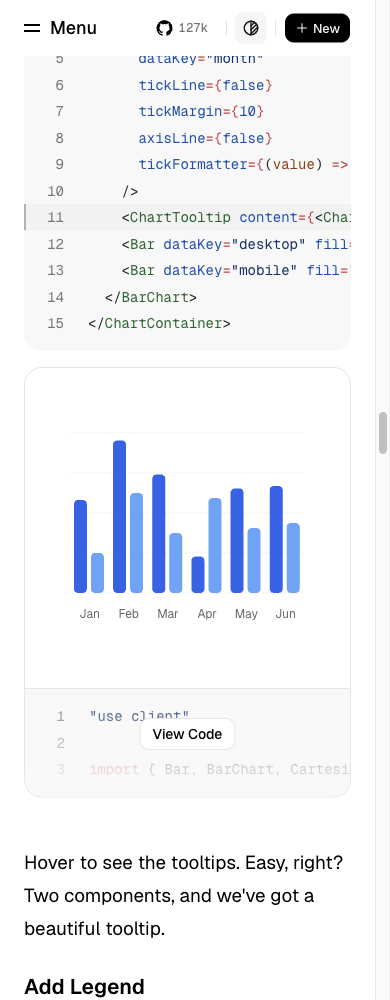 Menu
127k
+ New
5 dataKey="month"
6 tickLine={false}
7 tickMargin={10}
8 axisLine={false}
9 tickFormatter={(value) =>
10 />
11 <ChartTooltip content={<Char
12 <Bar dataKey="desktop" fill=
13 <Bar dataKey="mobile" fill=
14 </BarChart>
15 </ChartContainer>
Jan Feb Mar Apr May Jun
1 "use client"
2
View Code
3 import { Bar, BarChart, Cartesi
Hover to see the tooltips. Easy, right?
Two components, and we've got a
beautiful tooltip.
Add Legend